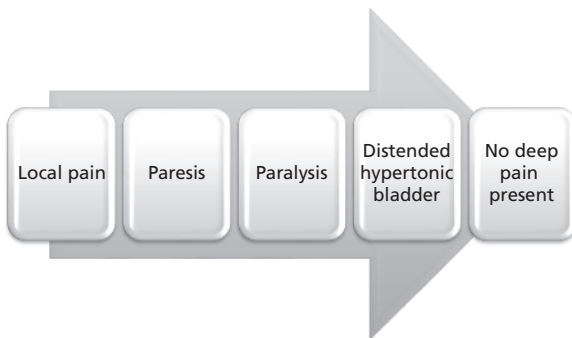 Local pain
Paresis
Paralysis
Distended
hypertonic
bladder
No deep
pain
present